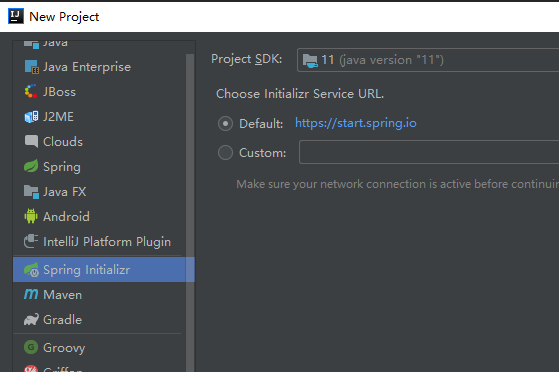 New Project
Java
Java Enterprise
JBoss
J2ME
Clouds
Spring
Java FX
Android
IntelliJ Platform Plugin
Spring Initializr
Maven
Gradle
Groovy
Griffon
Project SDK: 11 (java version "11")
Choose Initializr Service URL.
Default: https://start.spring.io
Custom:
Make sure your network connection is active before continuin